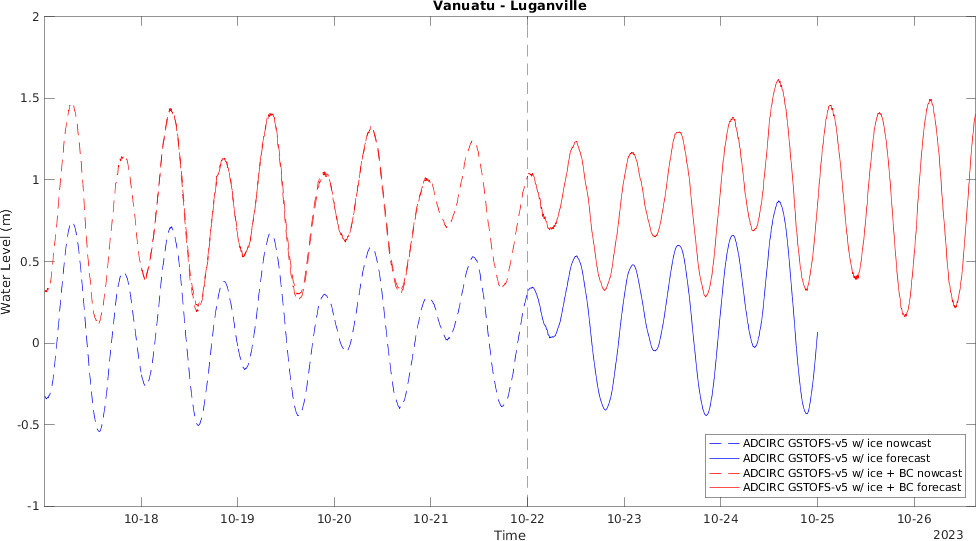 Vanuatu - Luganville
2
1.5
1
0.5
0
-0.5
-1
Water Level (m)
10-18 10-19 10-20 10-21 10-22 10-23 10-24 10-25 10-26
Time
2023
ADCIRC GSTOFS-v5 w/ ice nowcast
ADCIRC GSTOFS-v5 w/ ice forecast
ADCIRC GSTOFS-v5 w/ ice + BC nowcast
ADCIRC GSTOFS-v5 w/ ice + BC forecast